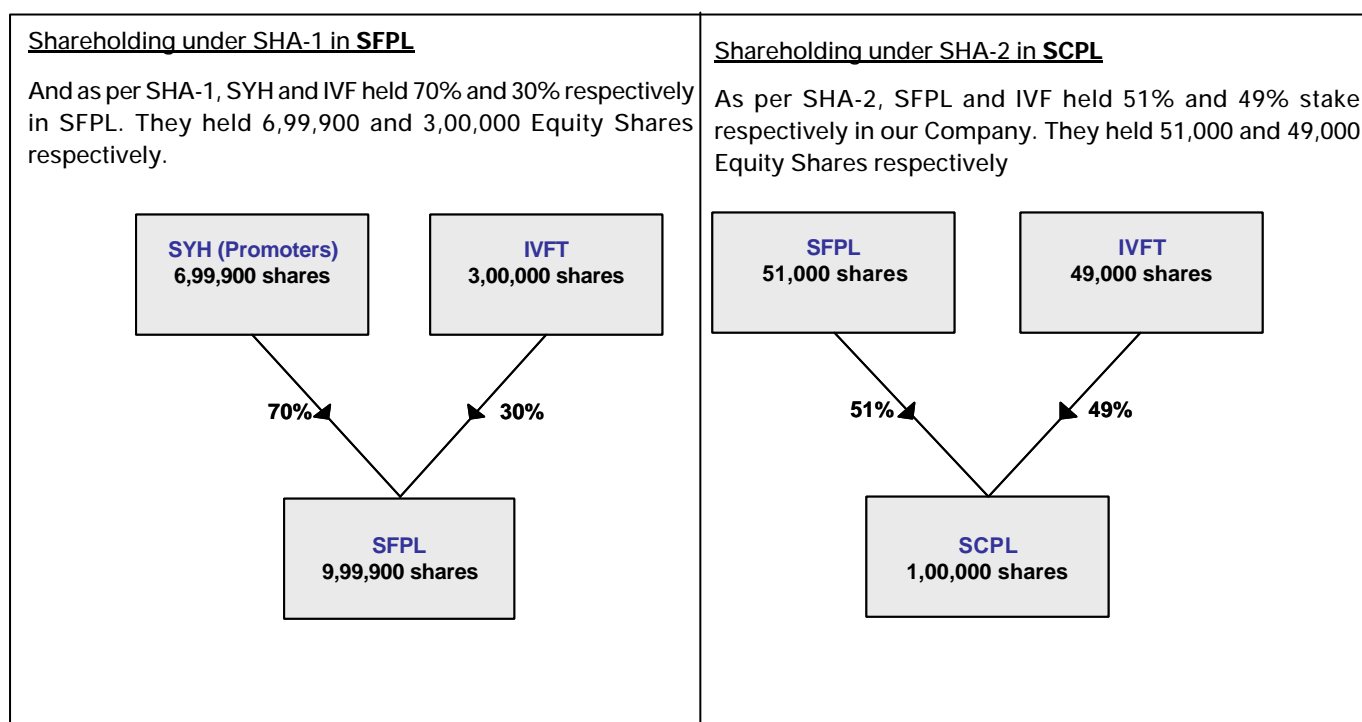 Shareholding under SHA-1 in SFPL
And as per SHA-1, SYH and IVF held 70% and 30% respectively
in SFPL. They held 6,99,900 and 3,00,000 Equity Shares
respectively.
SYH (Promoters)
6,99,900 shares
IVFT
3,00,000 shares
70%
30%
SFPL
9,99,900 shares
Shareholding under SHA-2 in SCPL
As per SHA-2, SFPL and IVF held 51% and 49% stake
respectively in our Company. They held 51,000 and 49,000
Equity Shares respectively
SFPL
51,000 shares
IVFT
49,000 shares
51%
49%
SCPL
1,00,000 shares